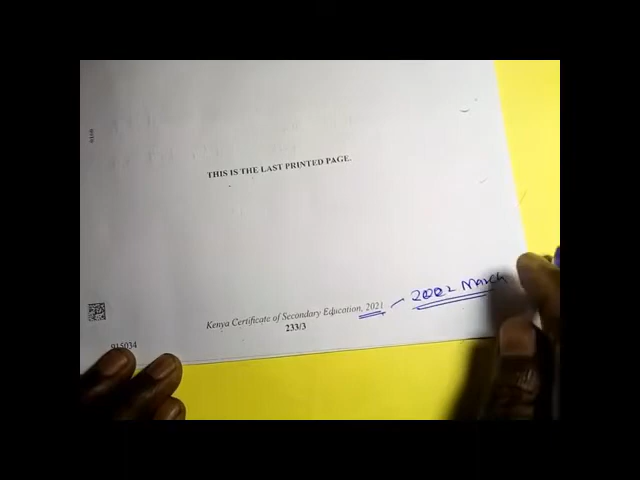 THIS IS THE LAST PRINTED PAGE.
Kenya Certificate of Secondary Education, 2021 - 2022 March
233/3
915034